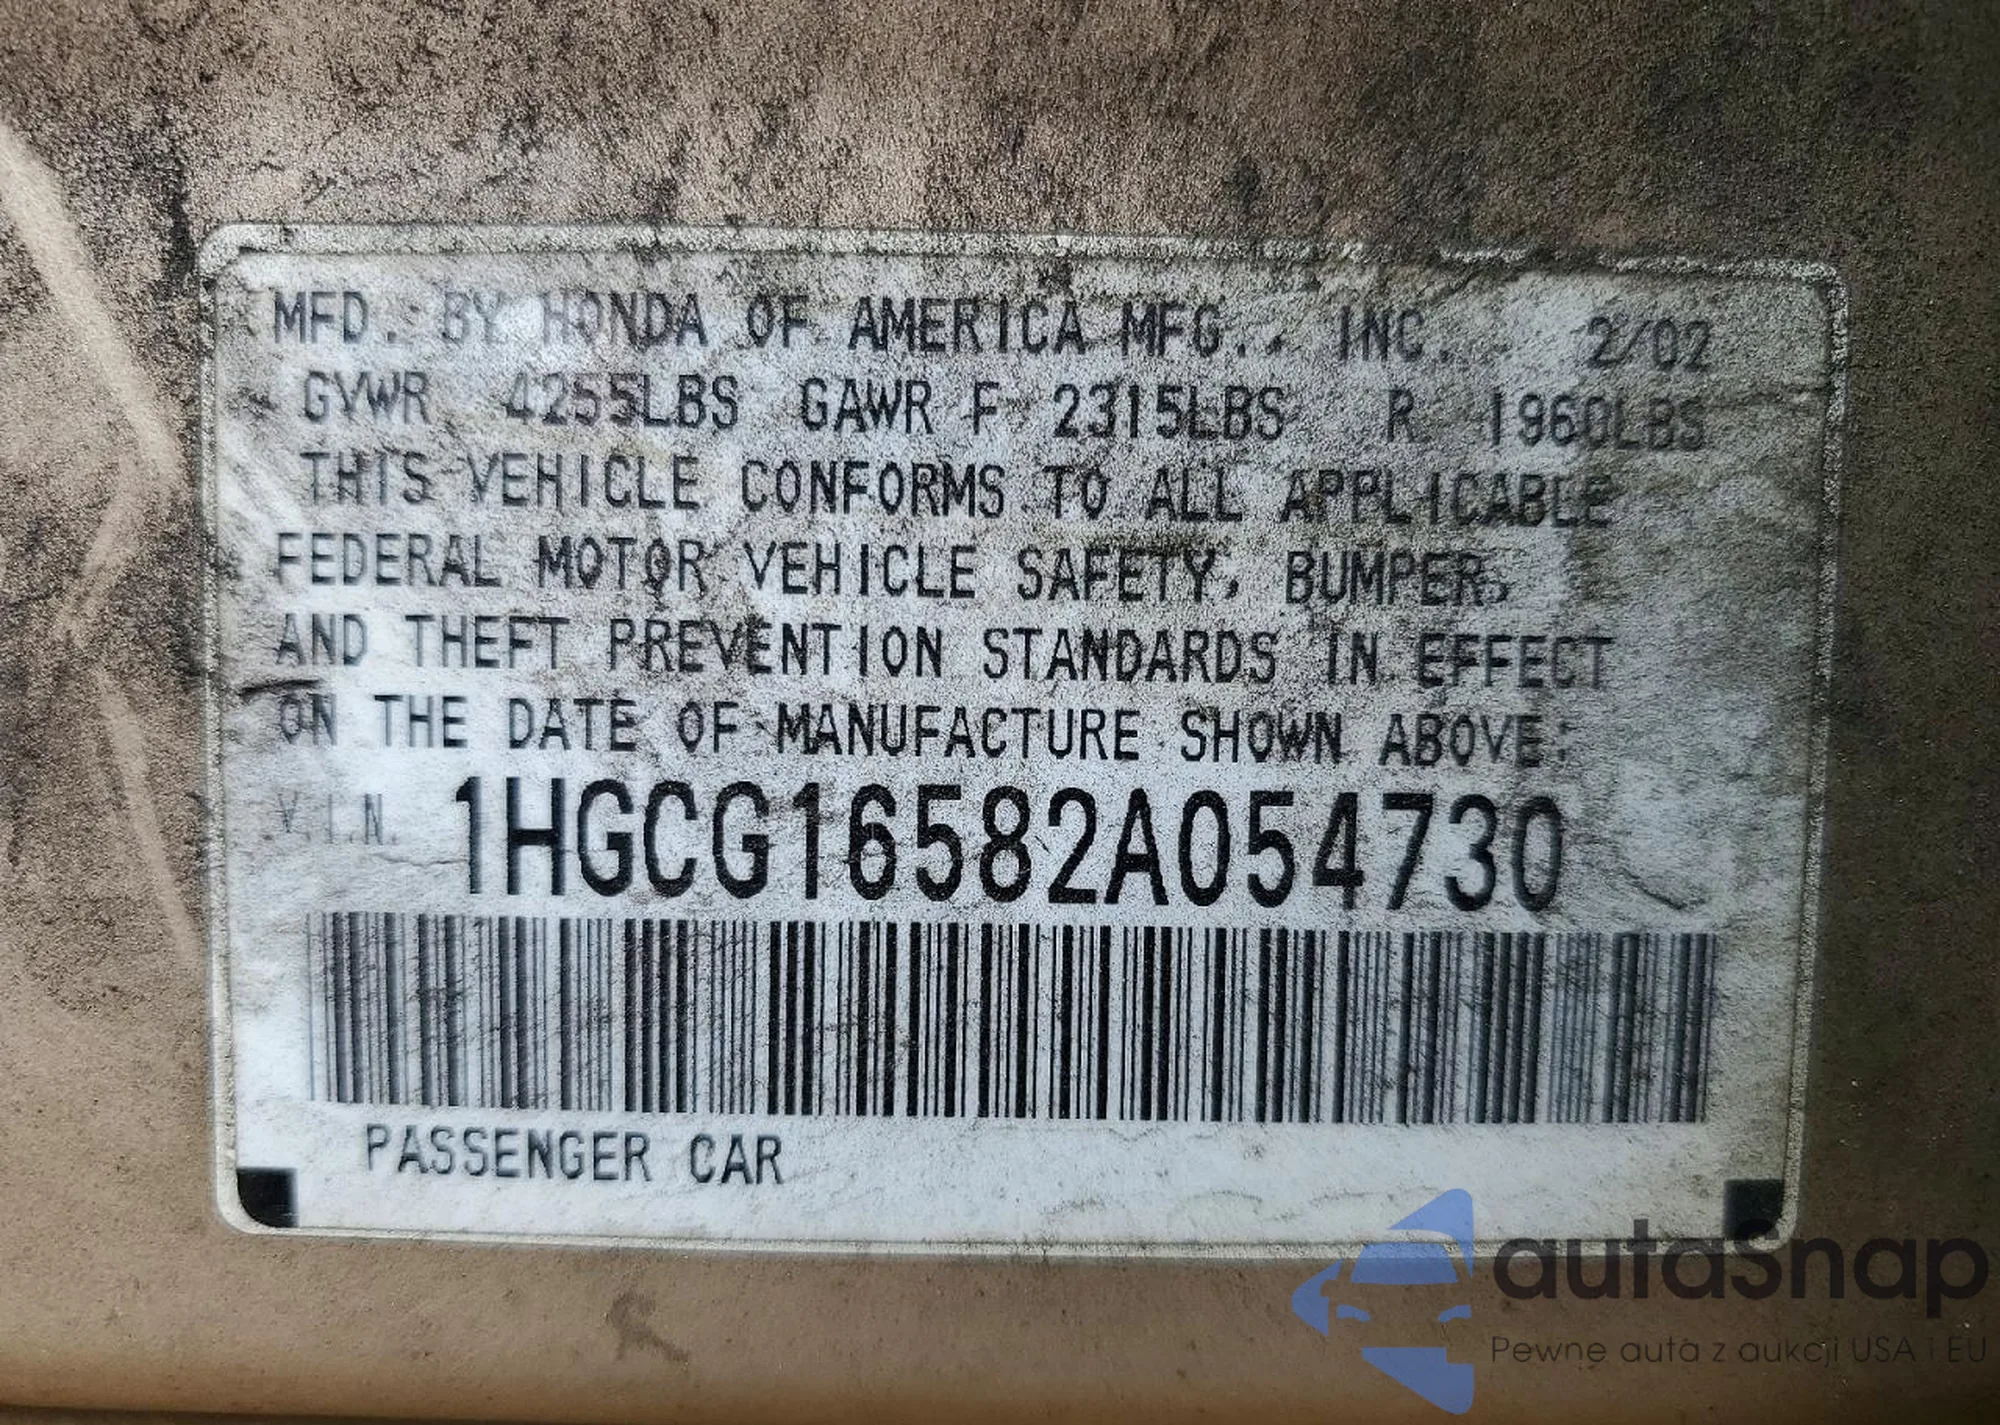 MFD. BY HONDA OF AMERICA MFG., INC. 2/02
GVWR 4255LBS GAWR F 2315LBS R 1960LBS
THIS VEHICLE CONFORMS TO ALL APPLICABLE
FEDERAL MOTOR VEHICLE SAFETY, BUMPER,
AND THEFT PREVENTION STANDARDS IN EFFECT
ON THE DATE OF MANUFACTURE SHOWN ABOVE:
V.I.N. 1HGCG16582A054730
PASSENGER CAR
autaSnap
Pewne auta z aukcji USA i EU